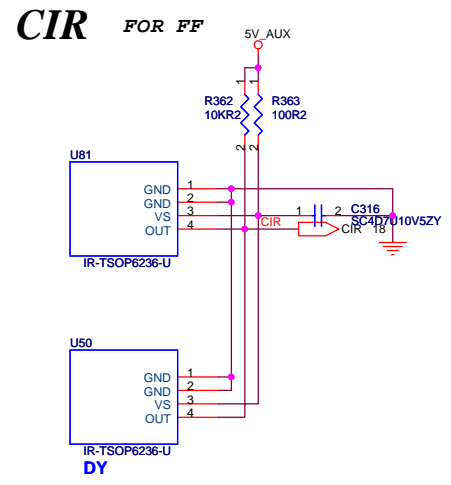 CIR FOR FF
5V_AUX
1 1
R362 R363
10KR2 100R2
2 2
U81
GND 1
GND 2
VS 3
OUT 4
IR-TSOP6236-U
1 2 C316
SC4D7U10V5ZY
CIR
CIR 18
U50
GND 1
GND 2
VS 3
OUT 4
IR-TSOP6236-U
DY